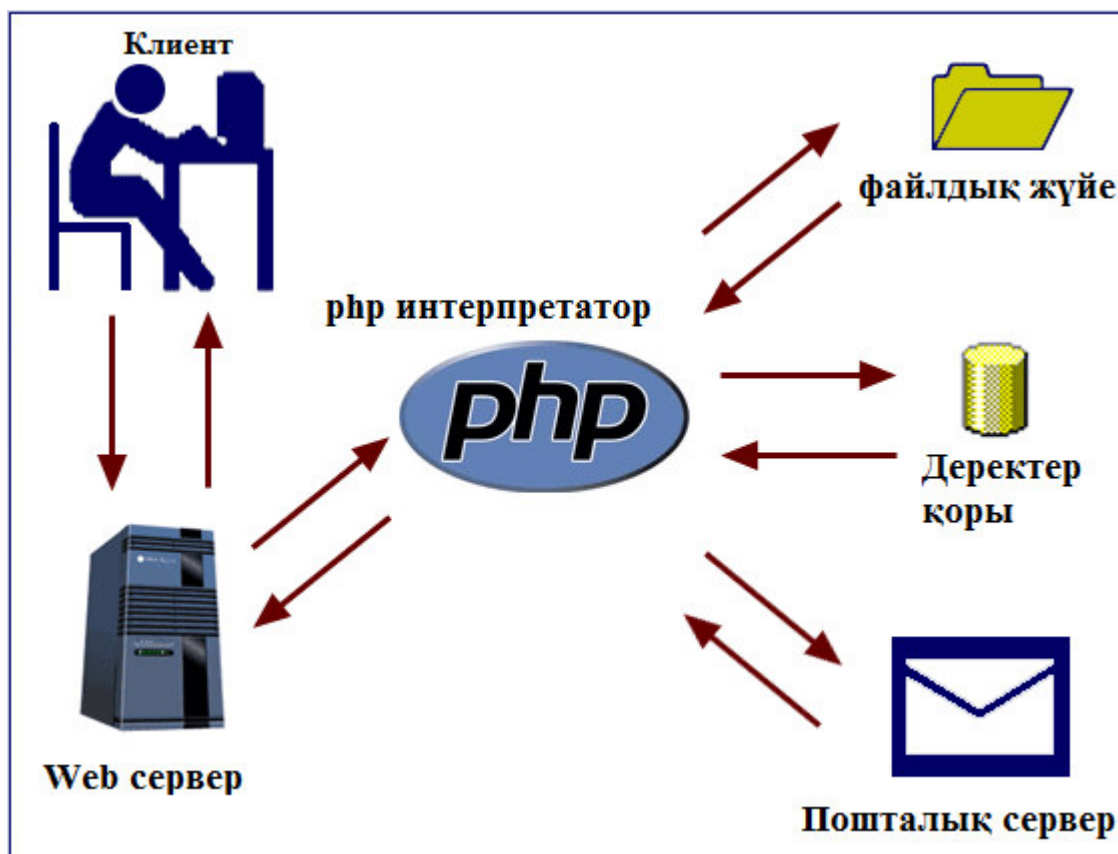 Клиент
файлдық жүйе
php интерпретатор
php
Деректер
қоры
Web сервер
Пошталық сервер